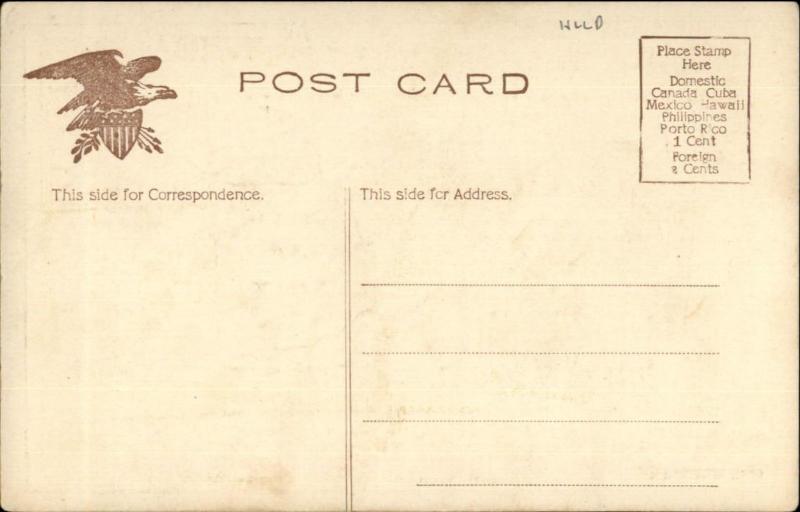 POST CARD
Place Stamp
Here
Domestic
Canada Cuba
Mexico Hawaii
Philippines
Porto Rico
1 Cent
Foreign
2 Cents
This side for Correspondence.
This side for Address.